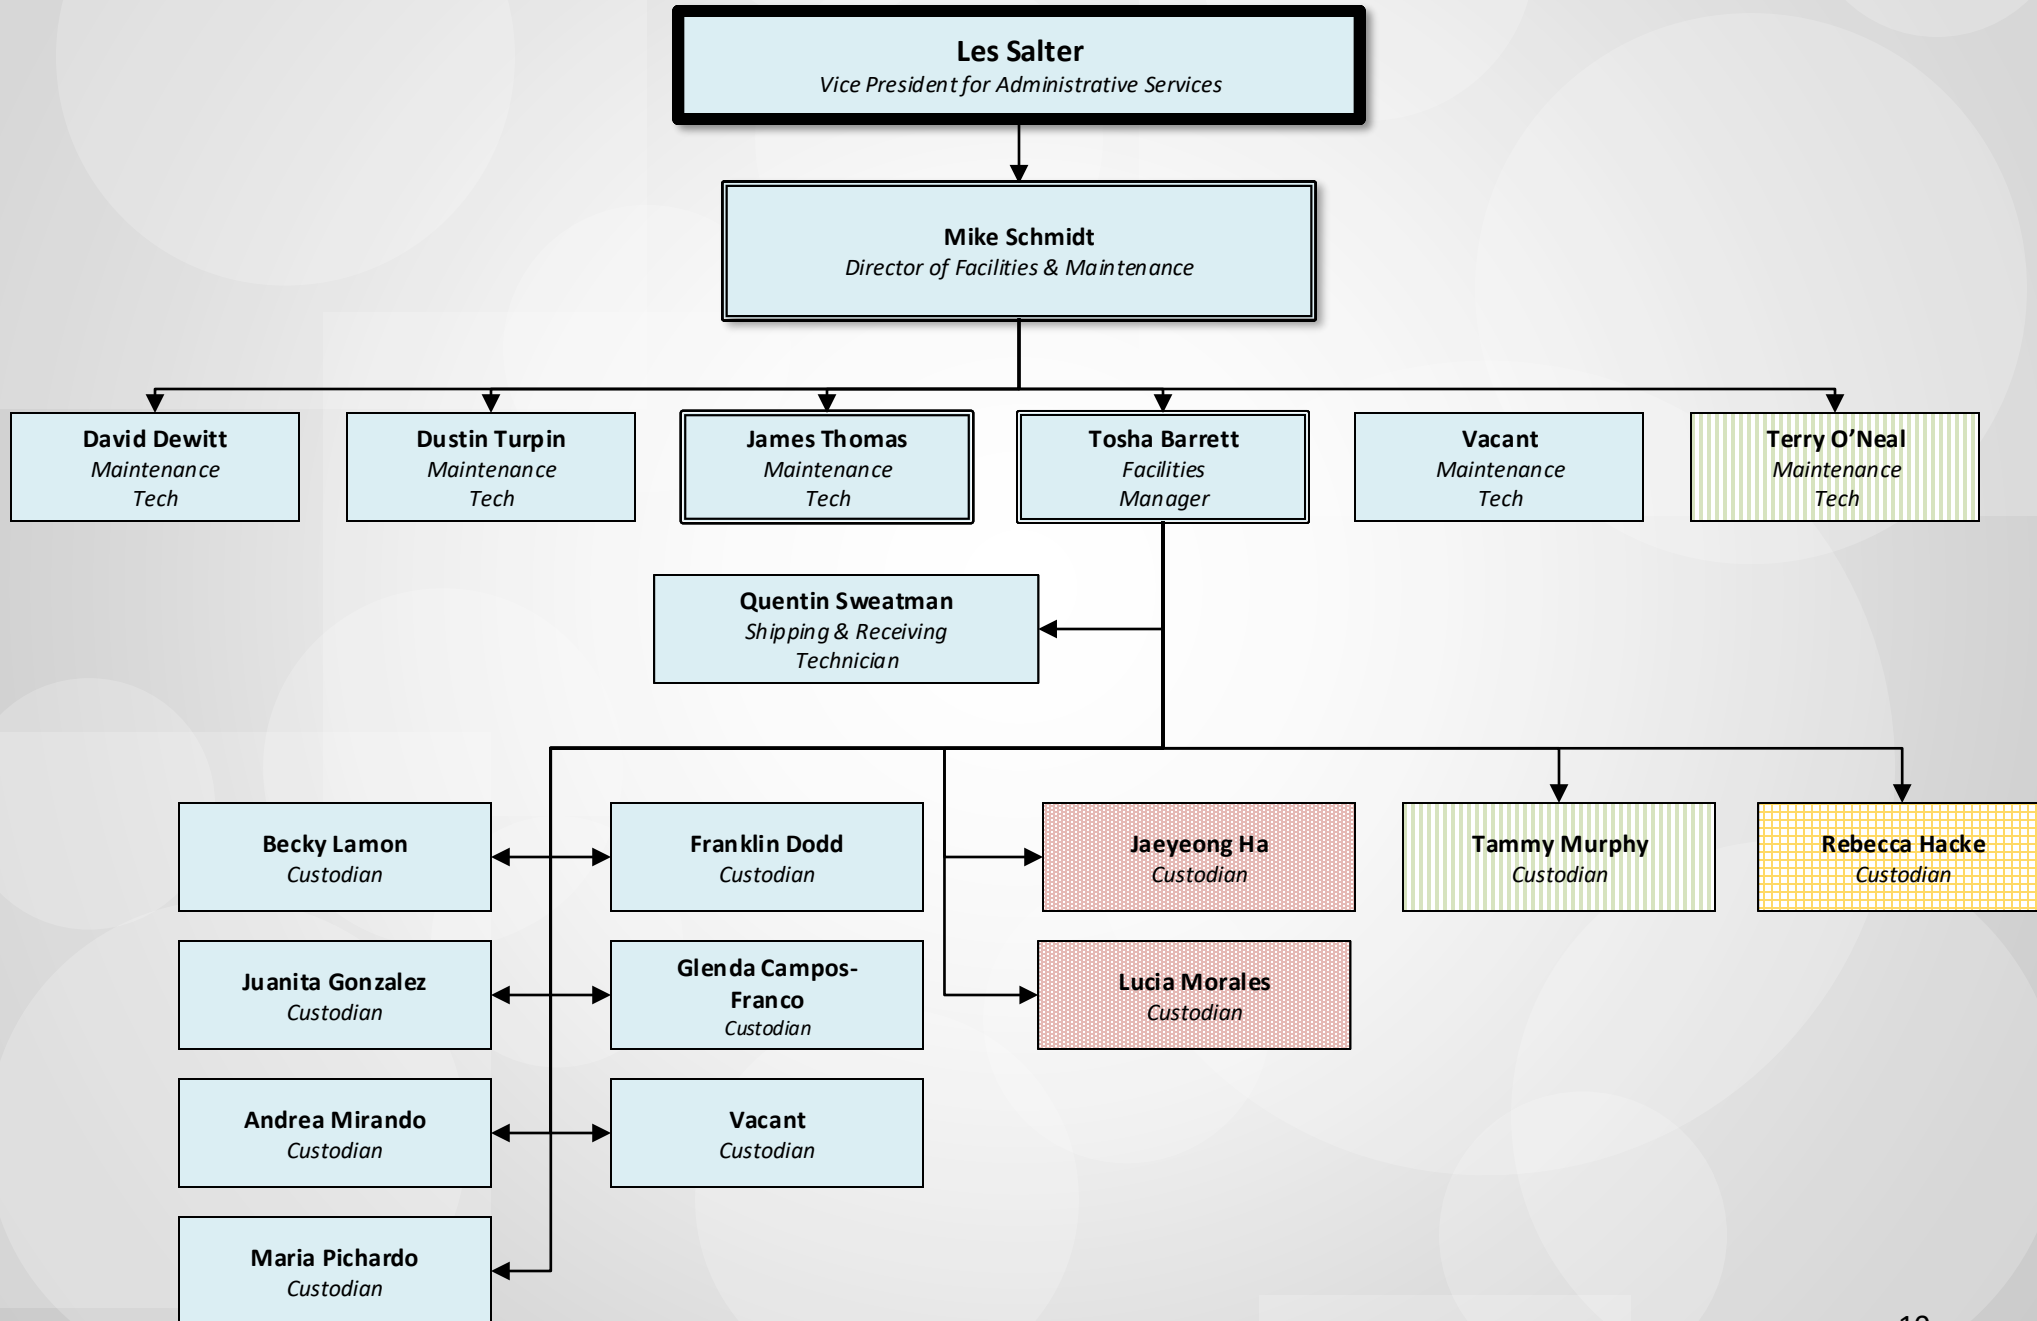 Les Salter
Vice President for Administrative Services
Mike Schmidt
Director of Facilities & Maintenance
David Dewitt
Maintenance
Tech
Dustin Turpin
Maintenance
Tech
James Thomas
Maintenance
Tech
Tosha Barrett
Facilities
Manager
Vacant
Maintenance
Tech
Terry O’Neal
Maintenance
Tech
Quentin Sweatman
Shipping & Receiving
Technician
Becky Lamon
Custodian
Franklin Dodd
Custodian
Jaeyeong Ha
Custodian
Tammy Murphy
Custodian
Rebecca Hacke
Custodian
Juanita Gonzalez
Custodian
Glenda Campos-
Franco
Custodian
Lucia Morales
Custodian
Andrea Mirando
Custodian
Vacant
Custodian
Maria Pichardo
Custodian